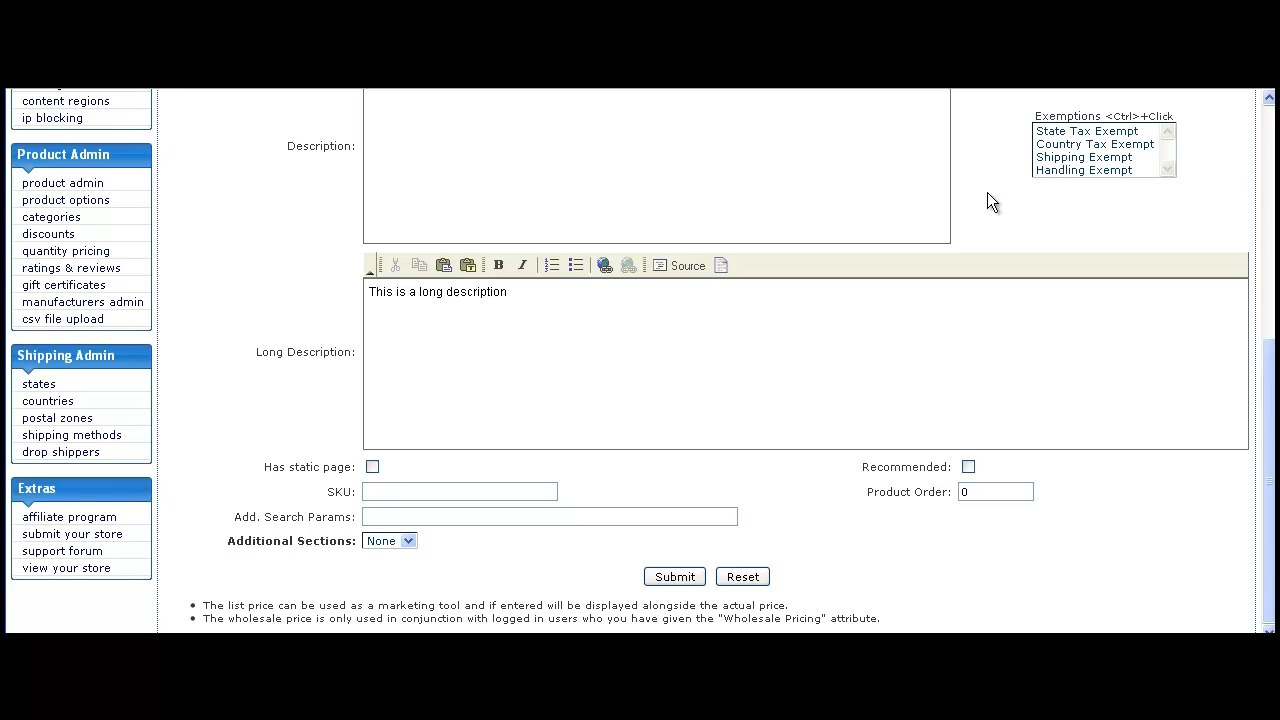 content regions
ip blocking
Product Admin
product admin
product options
categories
discounts
quantity pricing
ratings & reviews
gift certificates
manufacturers admin
csv file upload
Shipping Admin
states
countries
postal zones
shipping methods
drop shippers
Extras
affiliate program
submit your store
support forum
view your store
Description:
Exemptions <Ctrl>+Click
State Tax Exempt
Country Tax Exempt
Shipping Exempt
Handling Exempt
B I Source
Long Description:
This is a long description
Has static page:
Recommended:
SKU:
Product Order: 0
Add. Search Params:
Additional Sections: None
Submit Reset
• The list price can be used as a marketing tool and if entered will be displayed alongside the actual price.
• The wholesale price is only used in conjunction with logged in users who you have given the "Wholesale Pricing" attribute.